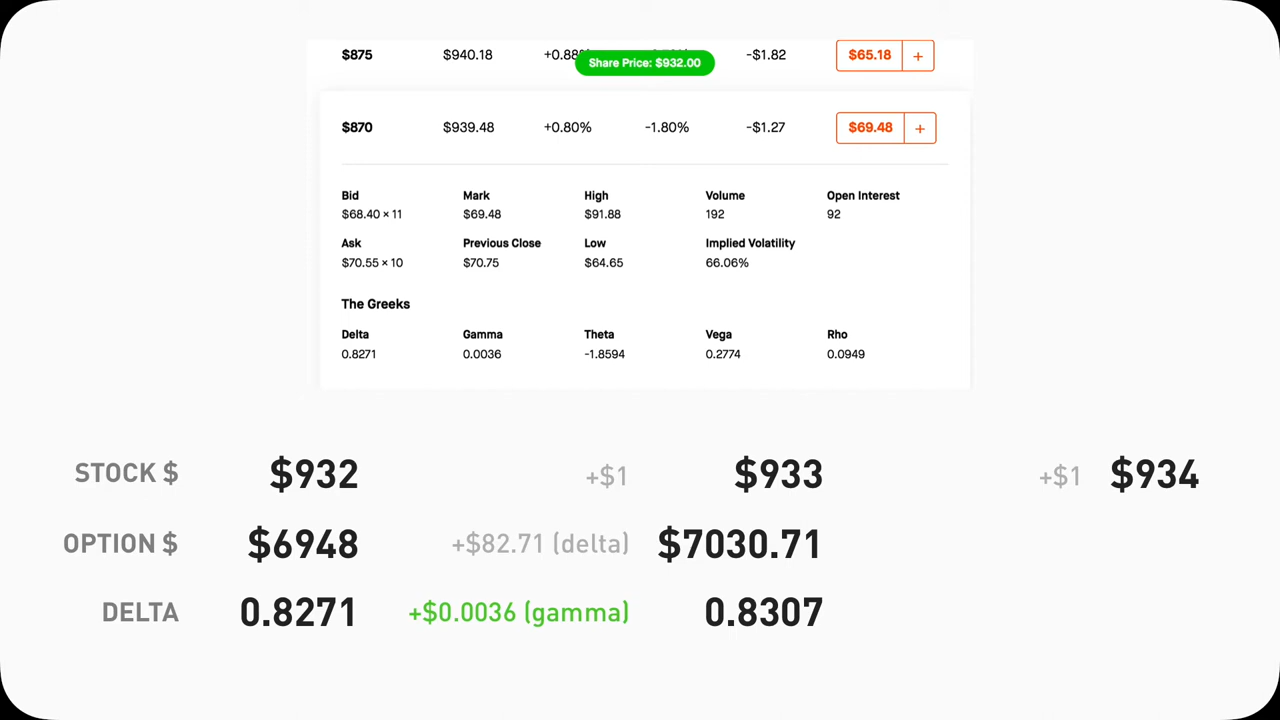 $875 $940.18 +0.88% -$1.82 $65.18 +
Share Price: $932.00
$870 $939.48 +0.80% -1.80% -$1.27 $69.48 +
Bid Mark High Volume Open Interest
$68.40 × 11 $69.48 $91.88 192 92
Ask Previous Close Low Implied Volatility
$70.55 × 10 $70.75 $64.65 66.06%
The Greeks
Delta Gamma Theta Vega Rho
0.8271 0.0036 -1.8594 0.2774 0.0949
STOCK $ $932 +$1 $933 +$1 $934
OPTION $ $6948 +$82.71 (delta) $7030.71
DELTA 0.8271 +$0.0036 (gamma) 0.8307